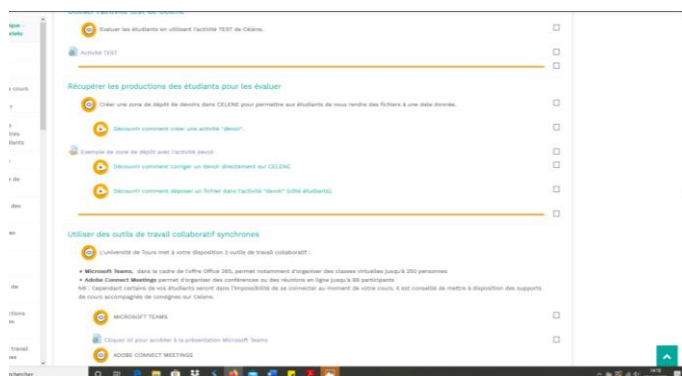 Utiliser l'activité test de Célène
Evaluer les étudiants en utilisant l'activité TEST de Célène.
Activité TEST
Récupérer les productions des étudiants pour les évaluer
Créer une zone de dépôt de devoirs dans CELENE pour permettre aux étudiants de vous rendre des fichiers à une date donnée.
Découvrir comment créer une activité "devoir".
Exemple de zone de dépôt avec l'activité devoir
Découvrir comment corriger un devoir directement sur CELENE
Découvrir comment déposer un fichier dans l'activité "devoir" (côté étudiants).
Utiliser des outils de travail collaboratif synchrones
L'université de Tours met à votre disposition 2 outils de travail collaboratif :
• Microsoft Teams, dans le cadre de l'offre Office 365, permet notamment d'organiser des classes virtuelles jusqu'à 250 personnes
• Adobe Connect Meetings permet d'organiser des conférences ou des réunions en ligne jusqu'à 99 participants
NB : Cependant certains de vos étudiants seront dans l'impossibilité de se connecter au moment de votre cours, il est conseillé de mettre à disposition des supports
de cours accompagnés de consignes sur Celene.
MICROSOFT TEAMS
Cliquez ici pour accéder à la présentation Microsoft Teams
ADOBE CONNECT MEETINGS